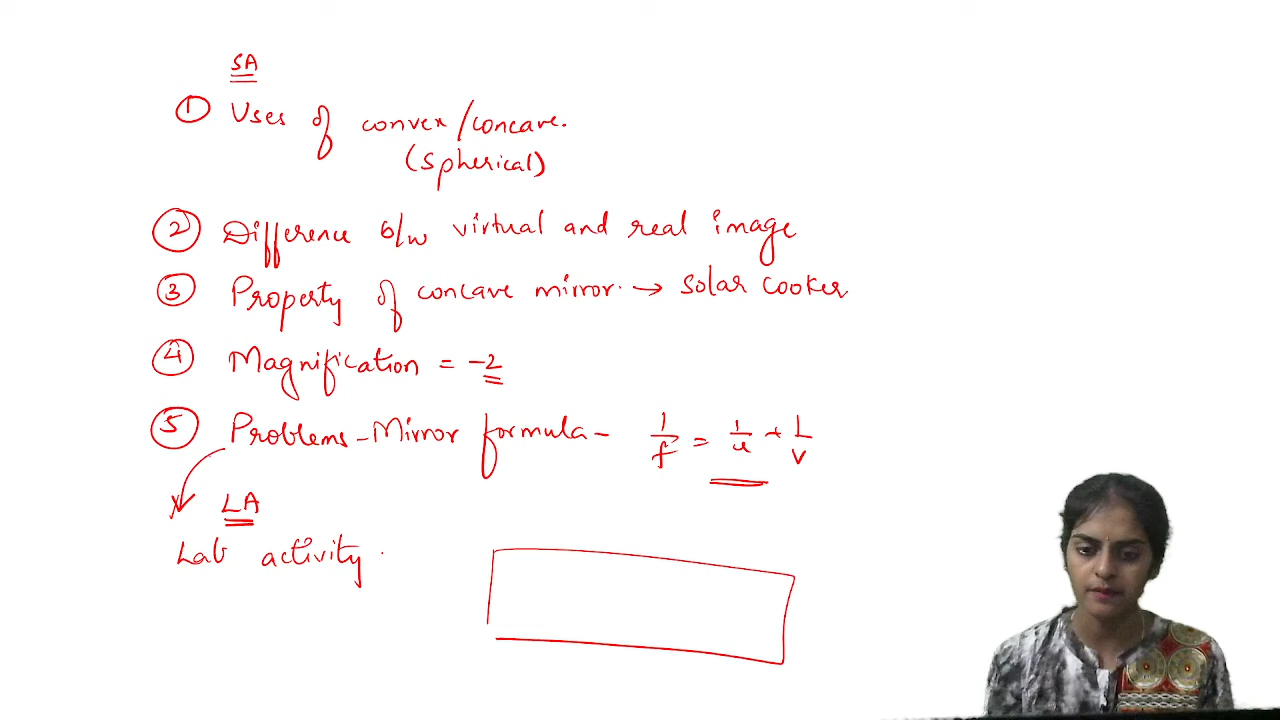 SA
① Uses of convex/concave.
(spherical)
② Difference b/w virtual and real image
③ Property of concave mirror. → solar cooker
④ Magnification = -2
⑤ Problems - Mirror formula - 1/f = 1/u + 1/v
LA
Lab activity.